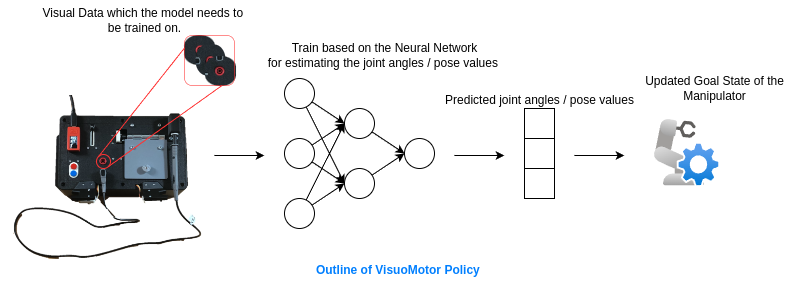 Visual Data which the model needs to
be trained on.
Train based on the Neural Network
for estimating the joint angles / pose values
Predicted joint angles / pose values
Updated Goal State of the
Manipulator
Outline of VisuoMotor Policy